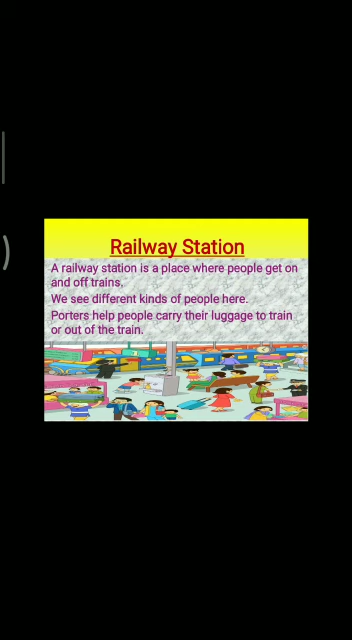 Railway Station
A railway station is a place where people get on
and off trains.
We see different kinds of people here.
Porters help people carry their luggage to train
or out of the train.